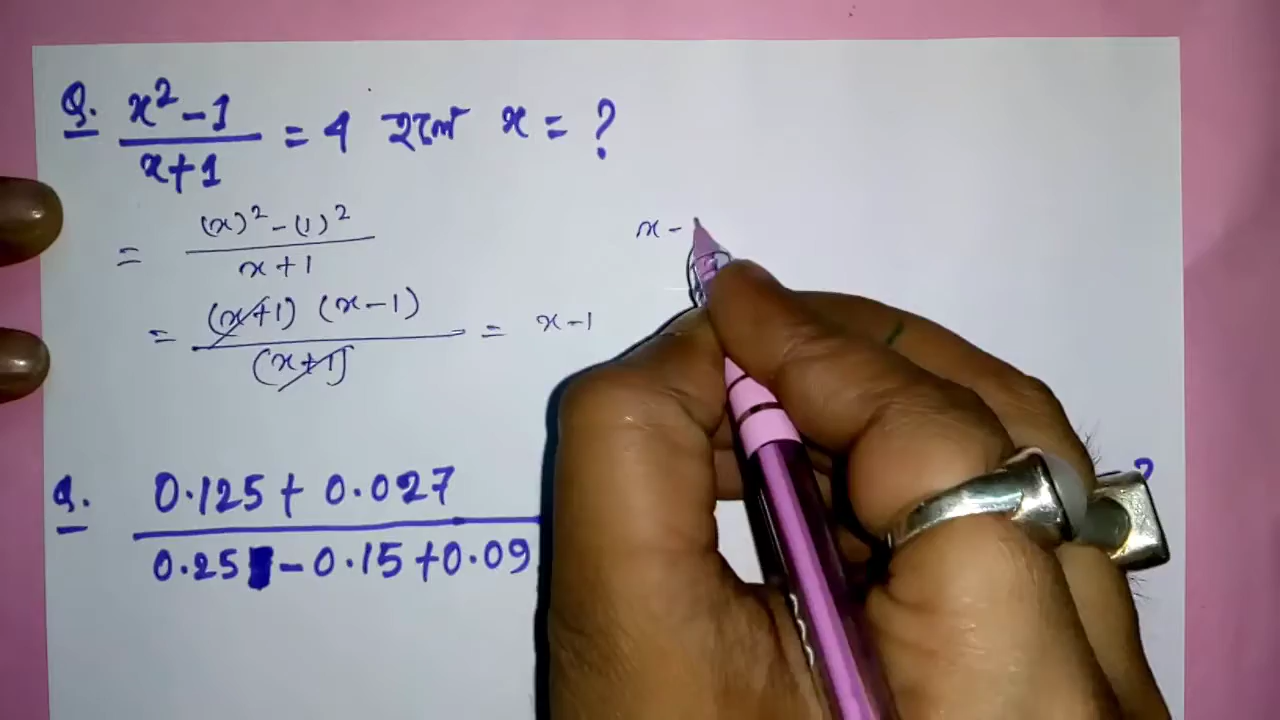 Q. x² - 1 / x + 1 = 4 হলে x = ?
= (x)² - (1)² / x + 1
x -
= (x+1) (x-1) / (x+1) = x-1
Q. 0.125 + 0.027 / 0.25 - 0.15 + 0.09 ?